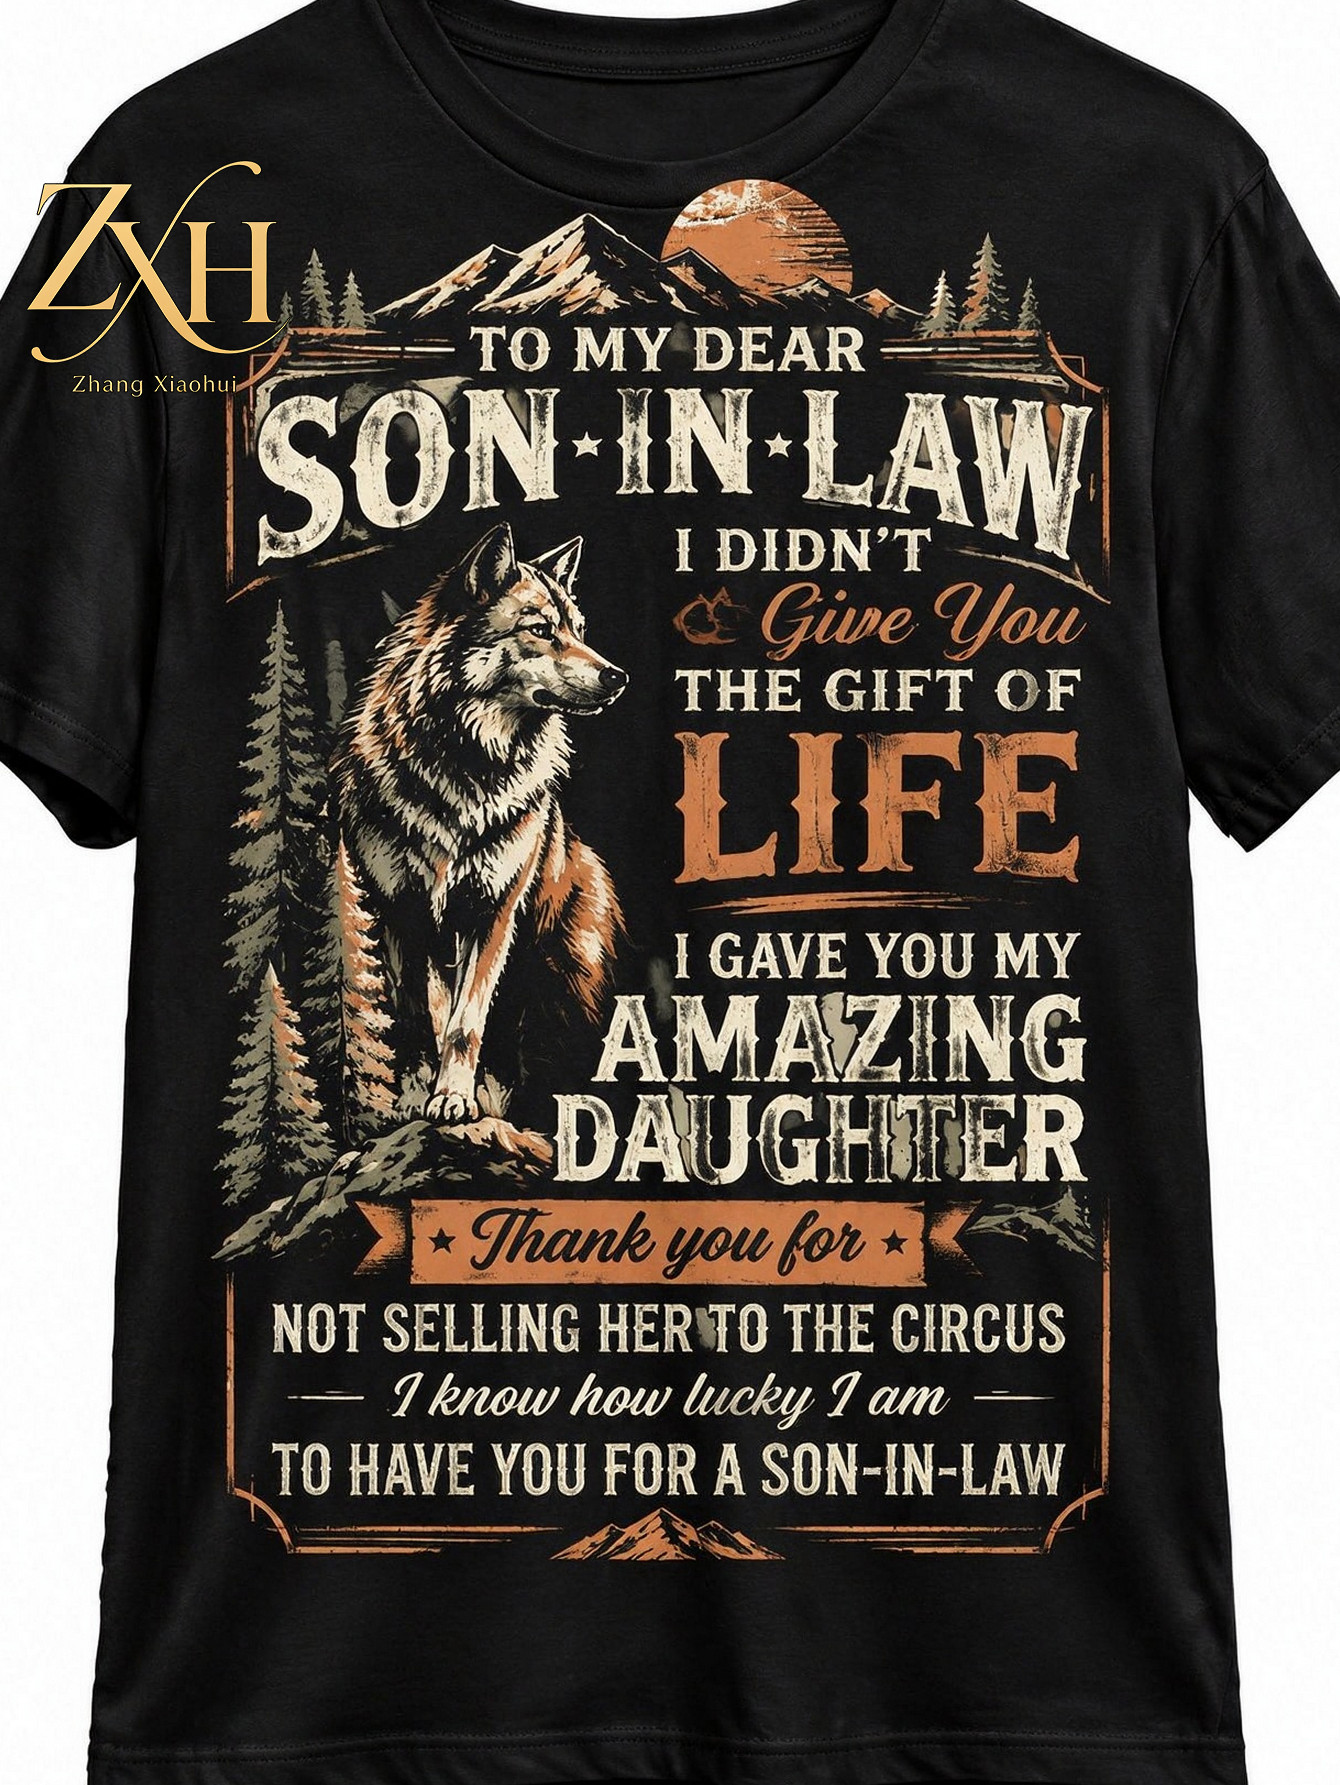 ZXH
Zhang Xiaohui
TO MY DEAR
SON·IN·LAW
I DIDN'T
Give You
THE GIFT OF
LIFE
I GAVE YOU MY
AMAZING
DAUGHTER
Thank you for
NOT SELLING HER TO THE CIRCUS
I know how lucky I am
TO HAVE YOU FOR A SON-IN-LAW